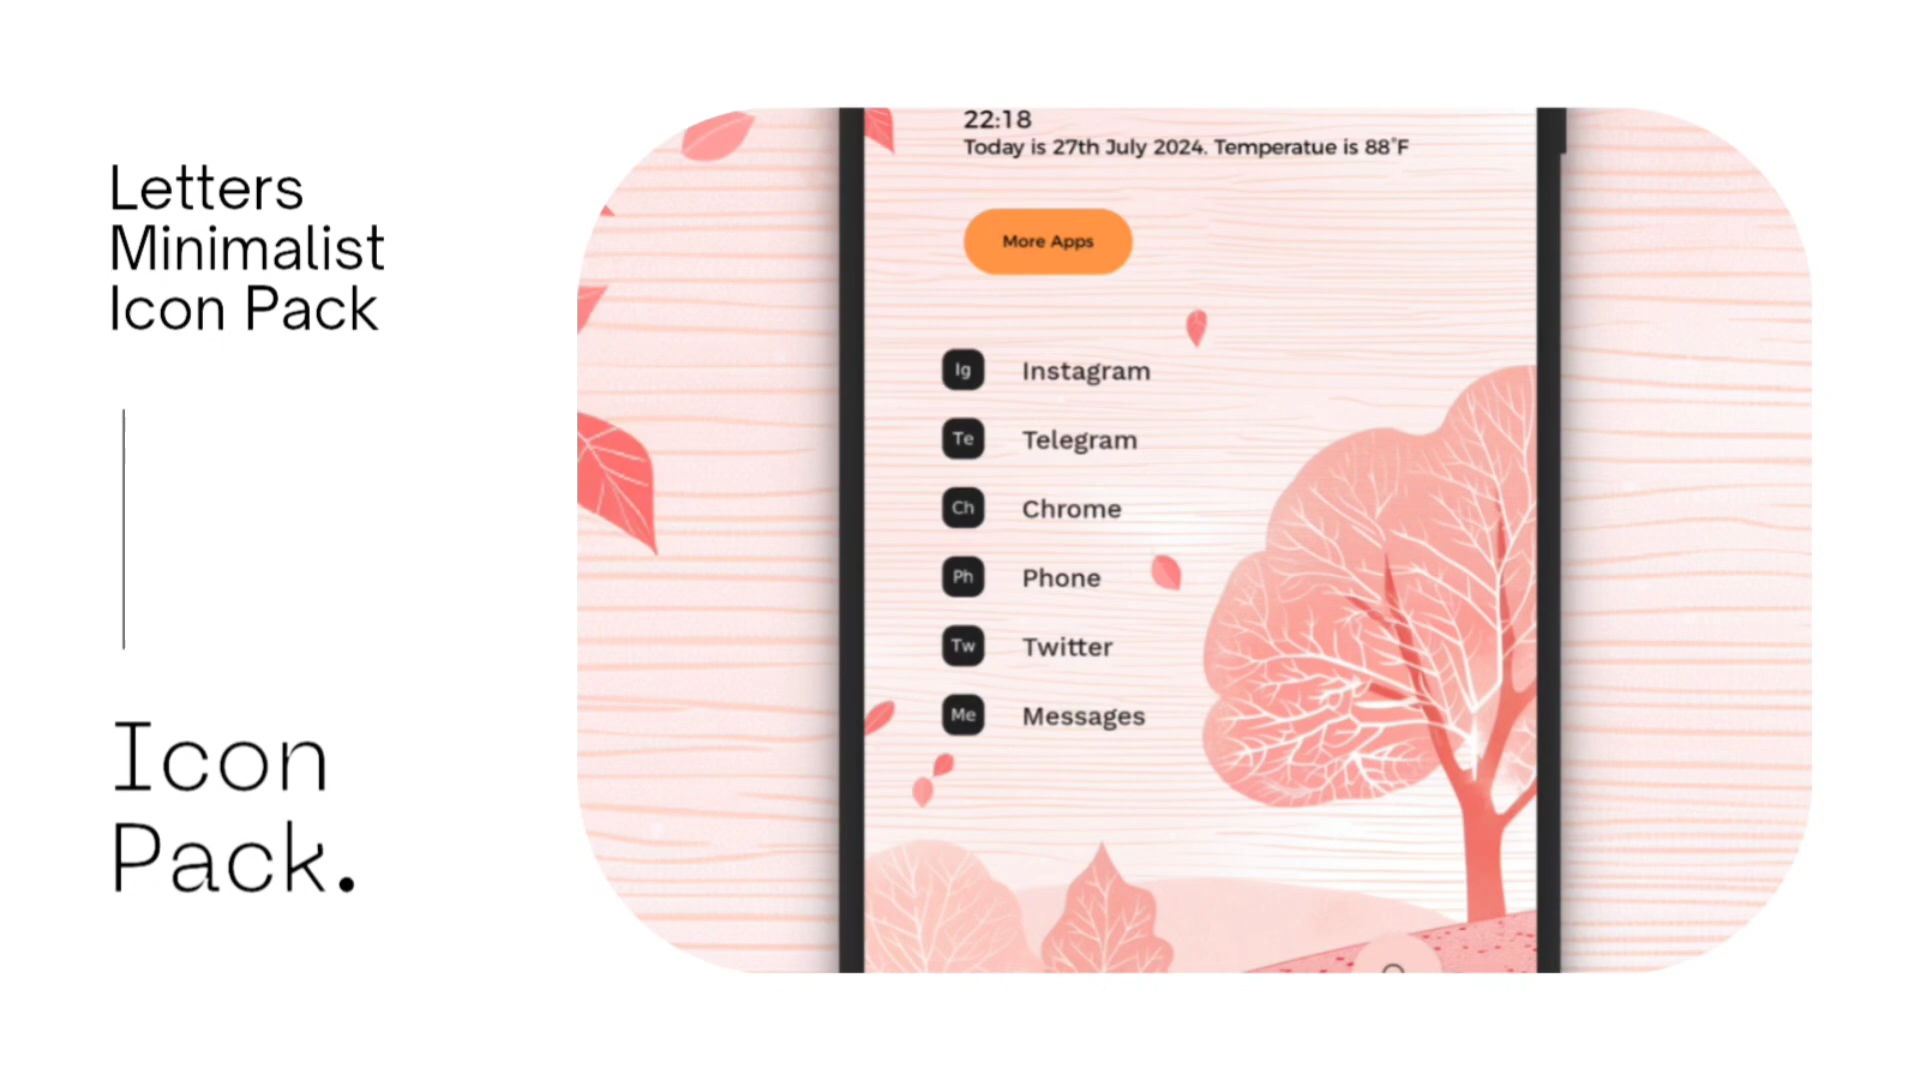 Letters
Minimalist
Icon Pack
Icon
Pack.
22:18
Today is 27th July 2024. Temperatue is 88°F
More Apps
Ig Instagram
Te Telegram
Ch Chrome
Ph Phone
Tw Twitter
Me Messages